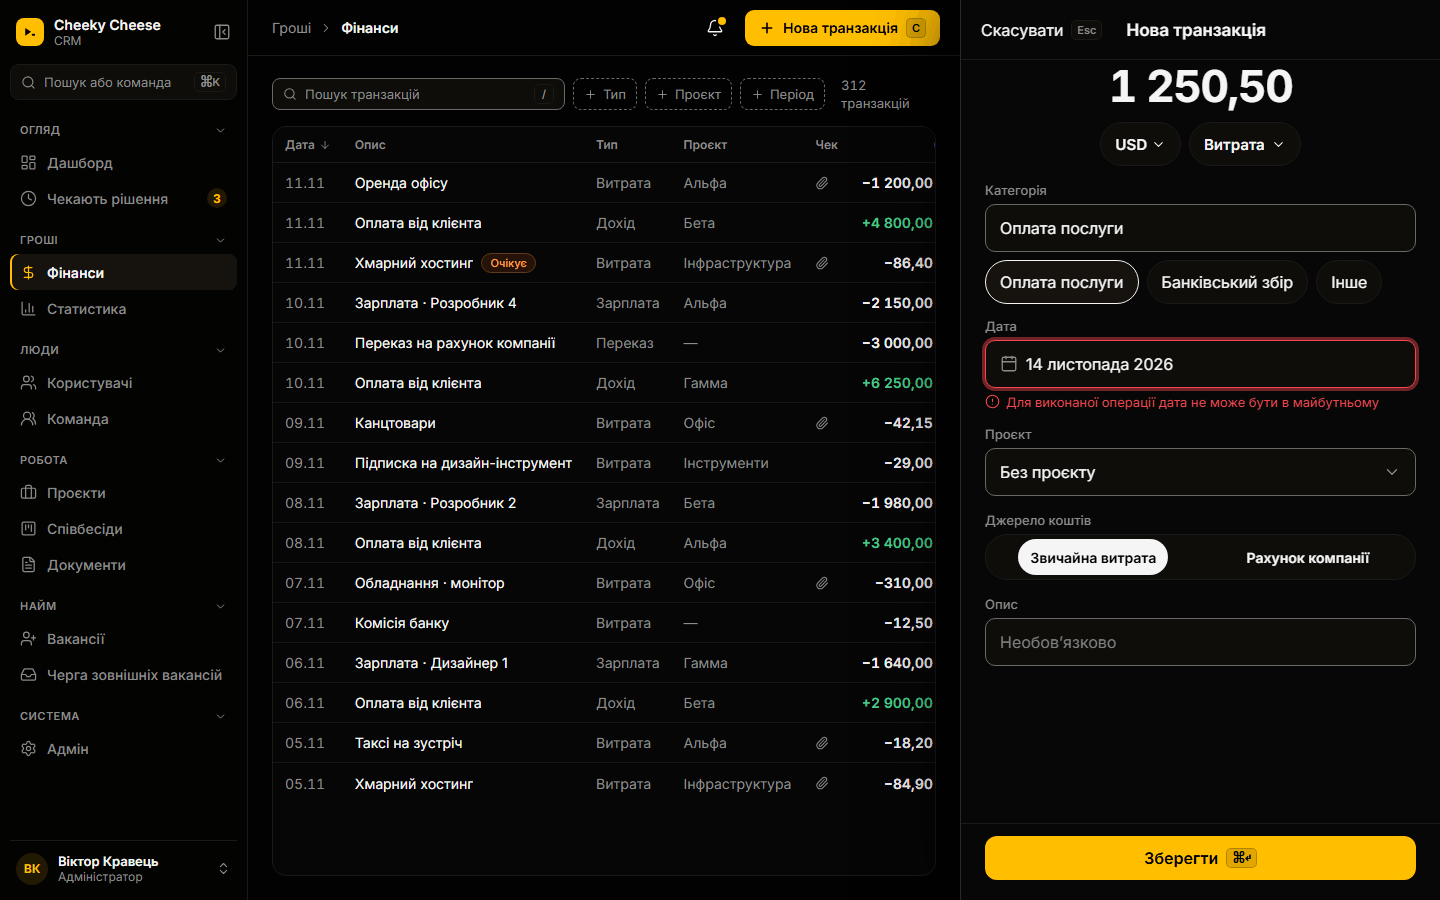 Cheeky Cheese
CRM
Пошук або команда ⌘K
ОГЛЯД
Дашборд
Чекають рішення 3
ГРОШІ
Фінанси
Статистика
ЛЮДИ
Користувачі
Команда
РОБОТА
Проєкти
Співбесіди
Документи
НАЙМ
Вакансії
Черга зовнішніх вакансій
СИСТЕМА
Адмін
ВК
Віктор Кравець
Адміністратор
Гроші > Фінанси
+ Нова транзакція C
Пошук транзакцій /
+ Тип
+ Проєкт
+ Період
312
транзакцій
Дата ↓ Опис Тип Проєкт Чек
11.11 Оренда офісу Витрата Альфа −1 200,00
11.11 Оплата від клієнта Дохід Бета +4 800,00
11.11 Хмарний хостинг Очікує Витрата Інфраструктура −86,40
10.11 Зарплата · Розробник 4 Зарплата Альфа −2 150,00
10.11 Переказ на рахунок компанії Переказ — −3 000,00
10.11 Оплата від клієнта Дохід Гамма +6 250,00
09.11 Канцтовари Витрата Офіс −42,15
09.11 Підписка на дизайн-інструмент Витрата Інструменти −29,00
08.11 Зарплата · Розробник 2 Зарплата Бета −1 980,00
08.11 Оплата від клієнта Дохід Альфа +3 400,00
07.11 Обладнання · монітор Витрата Офіс −310,00
07.11 Комісія банку Витрата — −12,50
06.11 Зарплата · Дизайнер 1 Зарплата Гамма −1 640,00
06.11 Оплата від клієнта Дохід Бета +2 900,00
05.11 Таксі на зустріч Витрата Альфа −18,20
05.11 Хмарний хостинг Витрата Інфраструктура −84,90
Скасувати Esc Нова транзакція
1 250,50
USD Витрата
Категорія
Оплата послуги
Оплата послуги Банківський збір Інше
Дата
14 листопада 2026
Для виконаної операції дата не може бути в майбутньому
Проєкт
Без проєкту
Джерело коштів
Звичайна витрата Рахунок компанії
Опис
Необов’язково
Зберегти ⌘↵